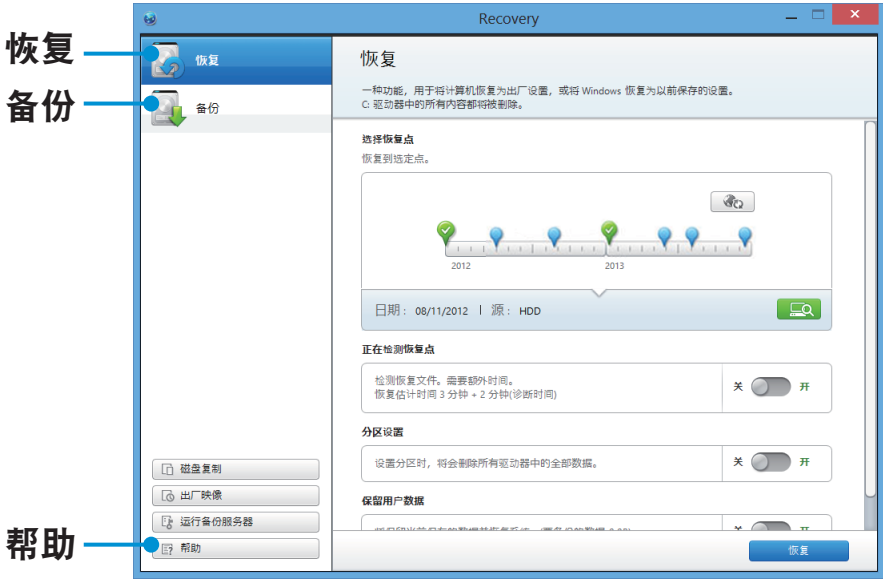 Recovery
恢复
备份
帮助
恢复
备份
磁盘复制
出厂映像
运行备份服务器
帮助
恢复
一种功能，用于将计算机恢复为出厂设置，或将 Windows 恢复为以前保存的设置。
C: 驱动器中的所有内容都将被删除。
选择恢复点
恢复到选定点。
2012
2013
日期： 08/11/2012 | 源： HDD
正在检测恢复点
检测恢复文件。需要额外时间。
恢复估计时间 3 分钟 + 2 分钟(诊断时间)
关 开
分区设置
设置分区时，将会删除所有驱动器中的全部数据。
关 开
保留用户数据
恢复